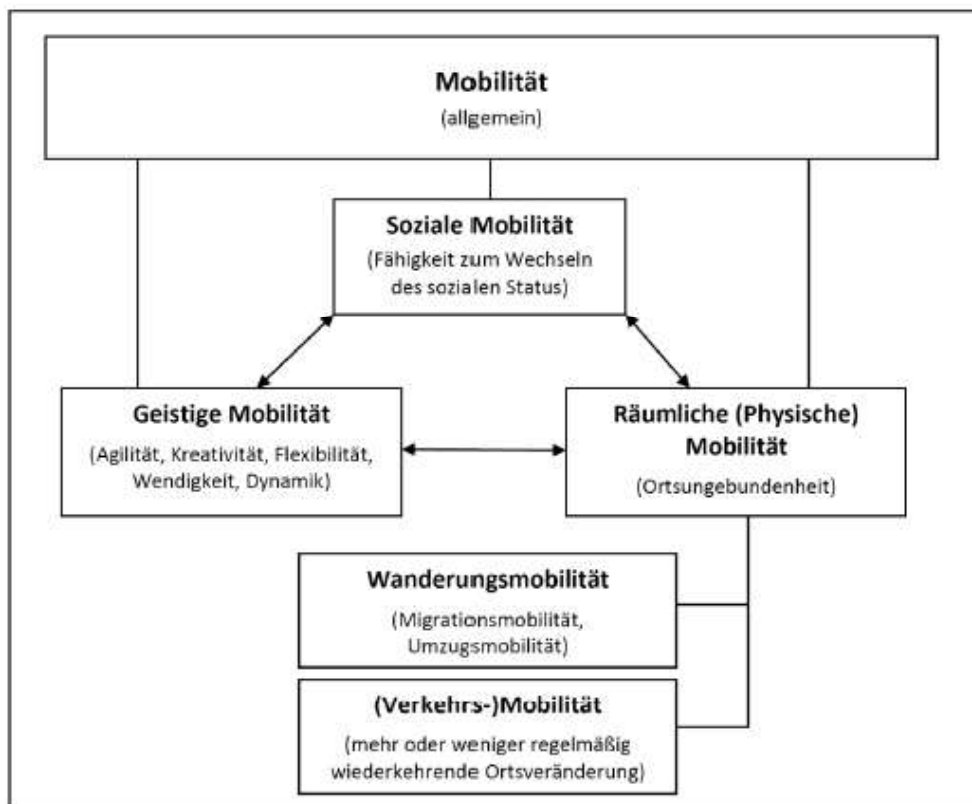 Mobilität
(allgemein)
Soziale Mobilität
(Fähigkeit zum Wechseln
des sozialen Status)
Geistige Mobilität
(Agilität, Kreativität, Flexibilität,
Wendigkeit, Dynamik)
Räumliche (Physische)
Mobilität
(Ortsungebundenheit)
Wanderungsmobilität
(Migrationsmobilität,
Umzugsmobilität)
(Verkehrs-)Mobilität
(mehr oder weniger regelmäßig
wiederkehrende Ortsveränderung)